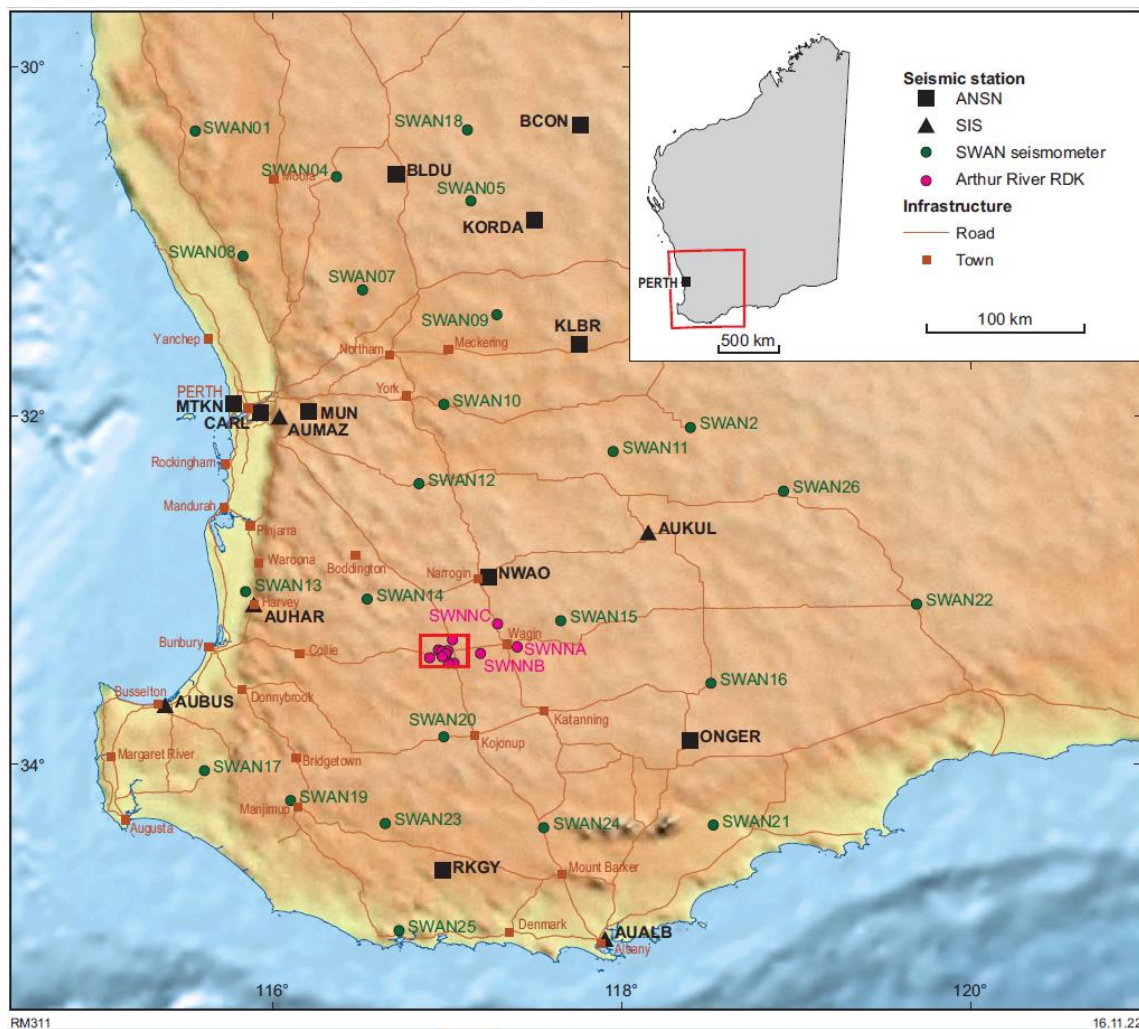 30°
SWAN01
SWAN18
BCON
Moora
SWAN04
BLDU
SWAN05
KORDA
SWAN08
SWAN07
SWAN09
KLBR
Yanchep
Northam
Meckering
PERTH
York
MTKN
CARL
MUN
AUMAZ
SWAN10
32°
SWAN2
SWAN11
Rockingham
SWAN12
SWAN26
Mandurah
Pinjarra
AUKUL
Waroona
Boddington
Narrogin
NWAO
SWAN13
Harvey
AUHAR
SWAN14
SWNNC
SWAN15
SWAN22
Bunbury
Collie
Wagin
SWNNA
SWNNB
SWAN16
Busselton
AUBUS
Donnybrook
Katanning
SWAN20
Kojonup
ONGER
Margaret River
Bridgetown
34°
SWAN17
SWAN19
Manjimup
Augusta
SWAN23
SWAN24
SWAN21
RKGY
Mount Barker
SWAN25
Denmark
AUALB
Albany
116°
118°
120°
PERTH
500 km
Seismic station
ANSN
SIS
SWAN seismometer
Arthur River RDK
Infrastructure
Road
Town
100 km
RM311
16.11.22